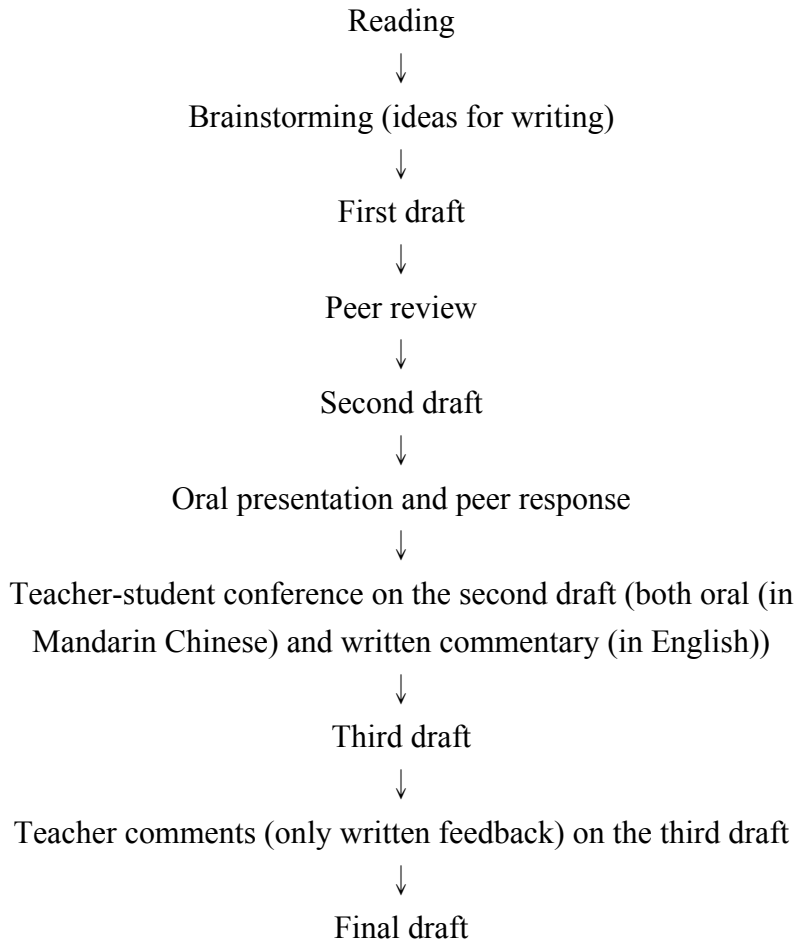 Reading
↓
Brainstorming (ideas for writing)
↓
First draft
↓
Peer review
↓
Second draft
↓
Oral presentation and peer response
↓
Teacher-student conference on the second draft (both oral (in
Mandarin Chinese) and written commentary (in English))
↓
Third draft
↓
Teacher comments (only written feedback) on the third draft
↓
Final draft